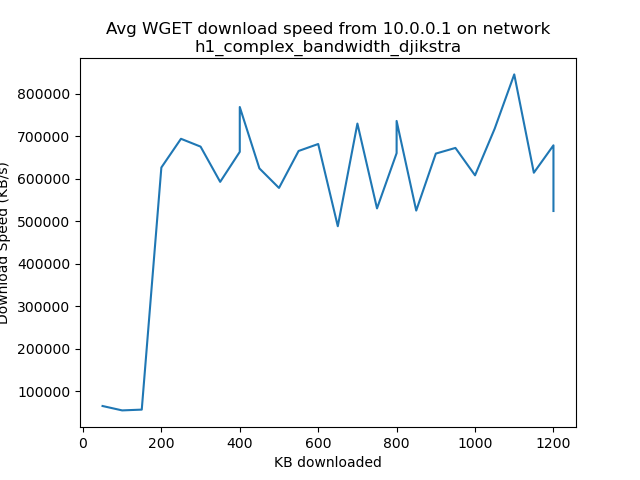 Avg WGET download speed from 10.0.0.1 on network
h1_complex_bandwidth_djikstra
Download Speed (KB/s)
800000
700000
600000
500000
400000
300000
200000
100000
0 200 400 600 800 1000 1200
KB downloaded